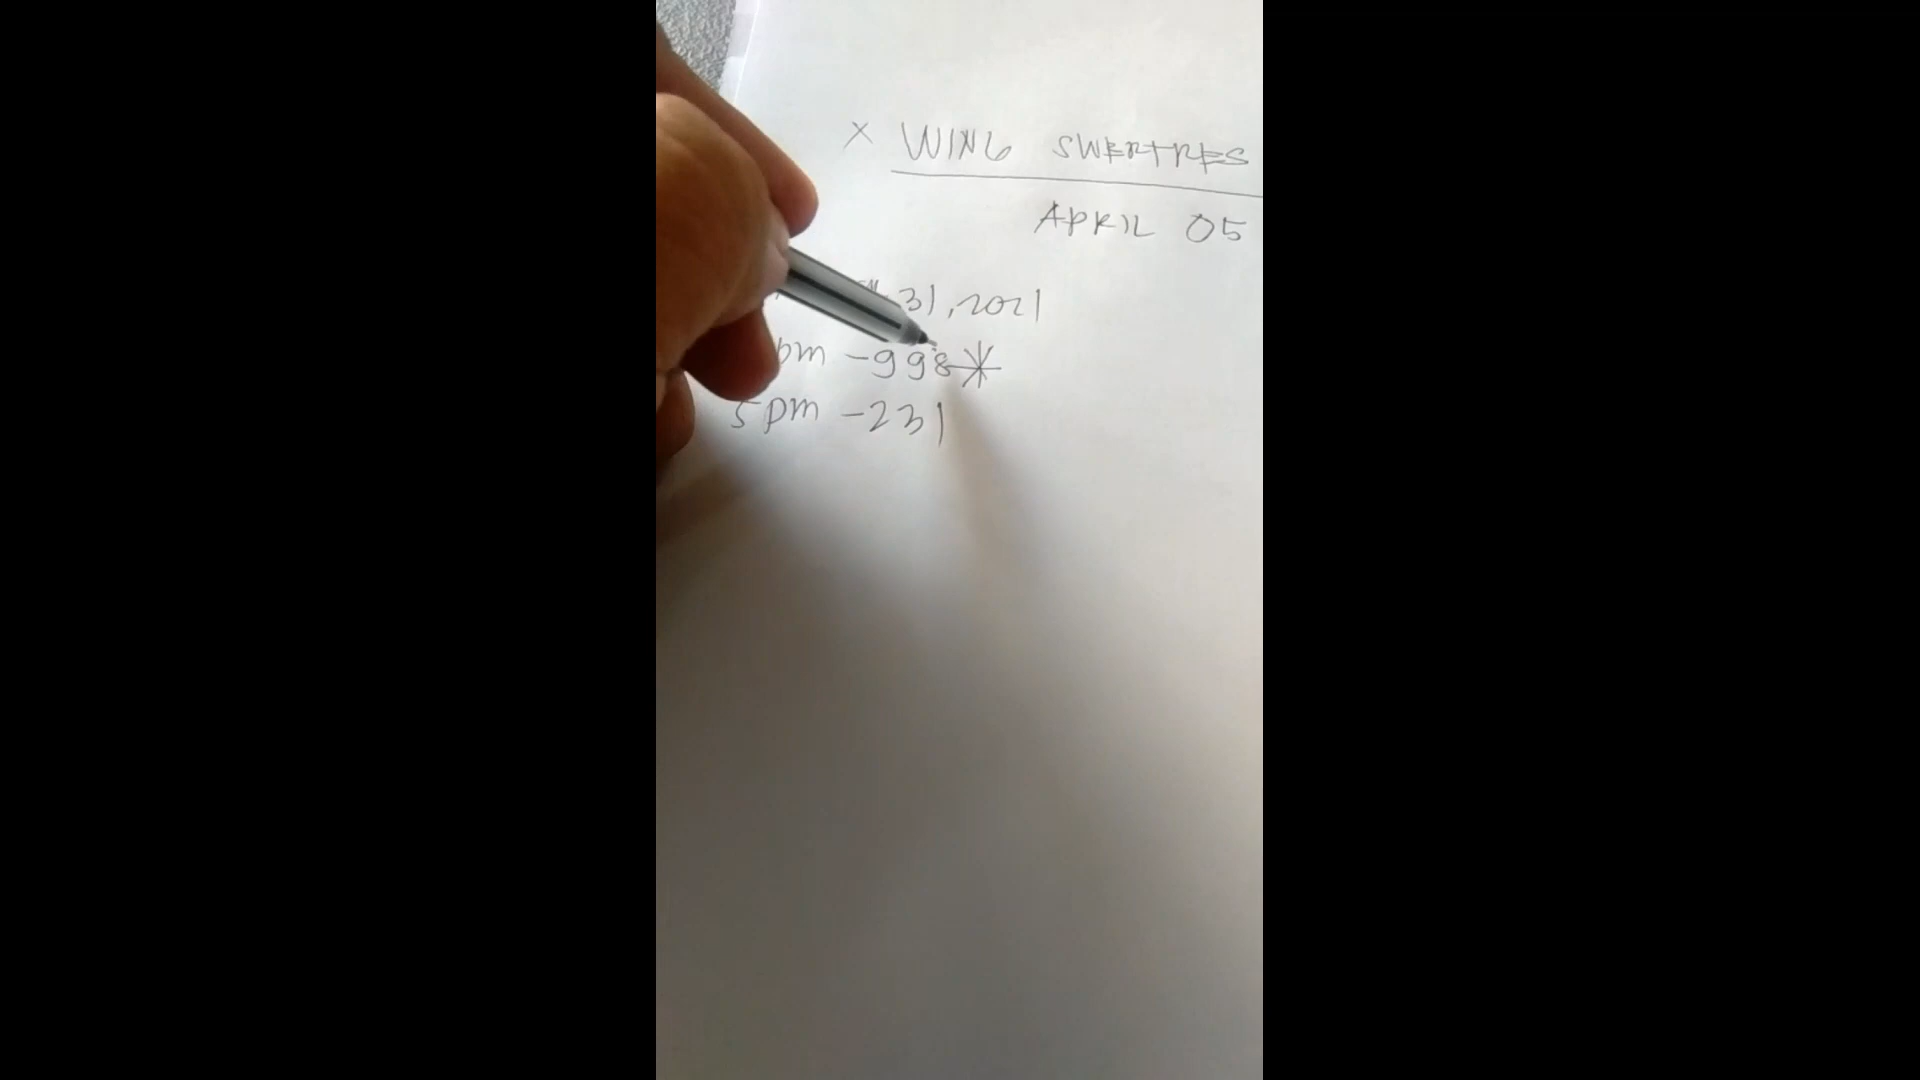 X WING SWERTRES
APRIL 05
31, 2021
pm - 998*
5pm - 231